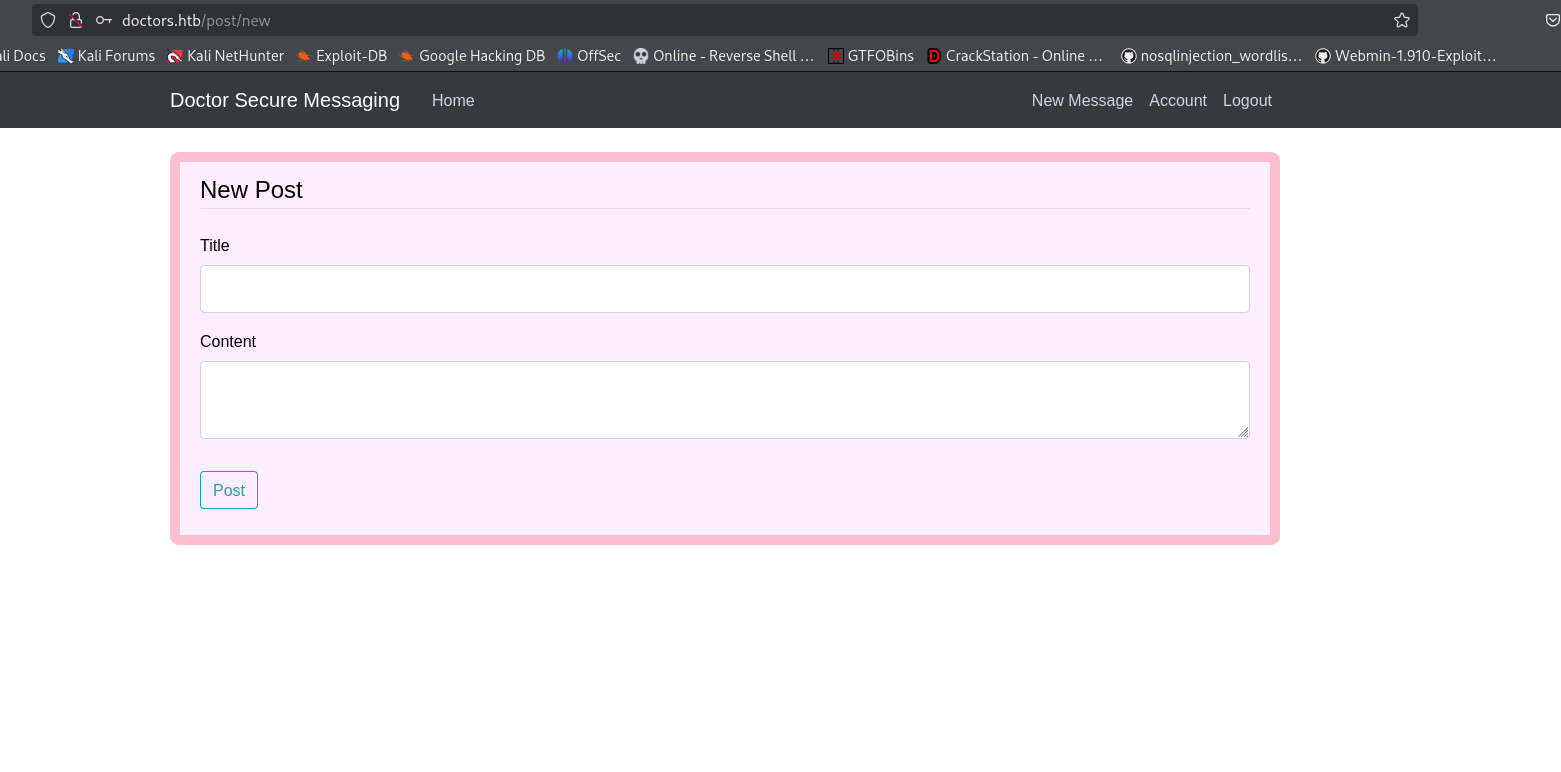 doctors.htb/post/new
ali Docs Kali Forums Kali NetHunter Exploit-DB Google Hacking DB OffSec Online - Reverse Shell … GTFOBins CrackStation - Online … nosqlinjection_wordlis… Webmin-1.910-Exploit…
Doctor Secure Messaging Home New Message Account Logout
New Post
Title
Content
Post